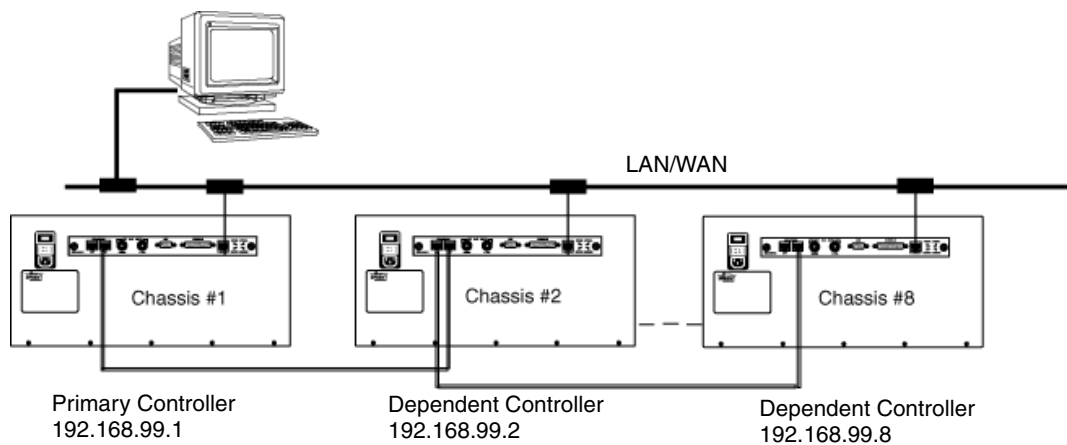 LAN/WAN
Chassis #1
Chassis #2
Chassis #8
Primary Controller
192.168.99.1
Dependent Controller
192.168.99.2
Dependent Controller
192.168.99.8